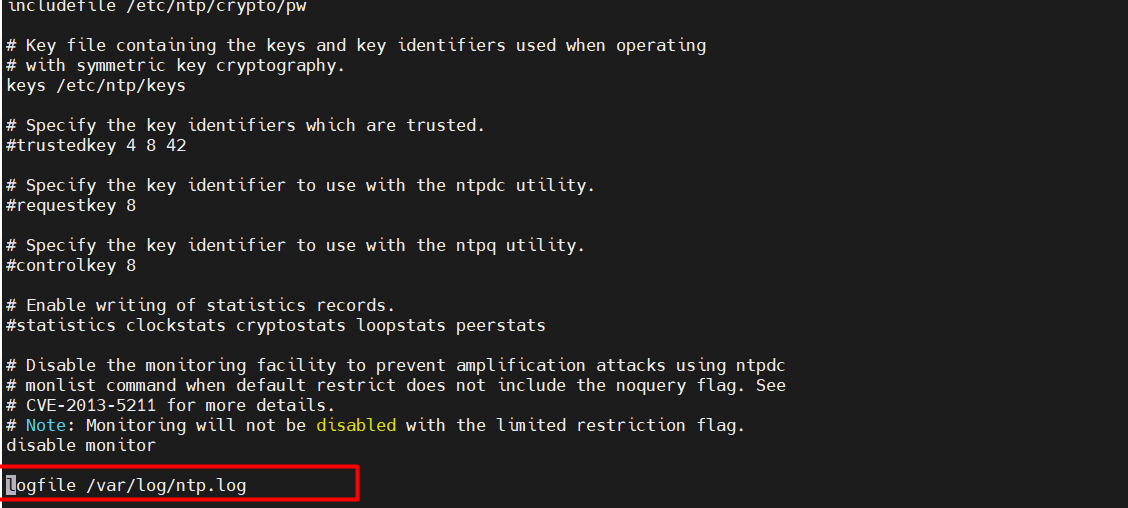 includefile /etc/ntp/crypto/pw
# Key file containing the keys and key identifiers used when operating
# with symmetric key cryptography.
keys /etc/ntp/keys
# Specify the key identifiers which are trusted.
#trustedkey 4 8 42
# Specify the key identifier to use with the ntpdc utility.
#requestkey 8
# Specify the key identifier to use with the ntpq utility.
#controlkey 8
# Enable writing of statistics records.
#statistics clockstats cryptostats loopstats peerstats
# Disable the monitoring facility to prevent amplification attacks using ntpdc
# monlist command when default restrict does not include the noquery flag. See
# CVE-2013-5211 for more details.
# Note: Monitoring will not be disabled with the limited restriction flag.
disable monitor
logfile /var/log/ntp.log